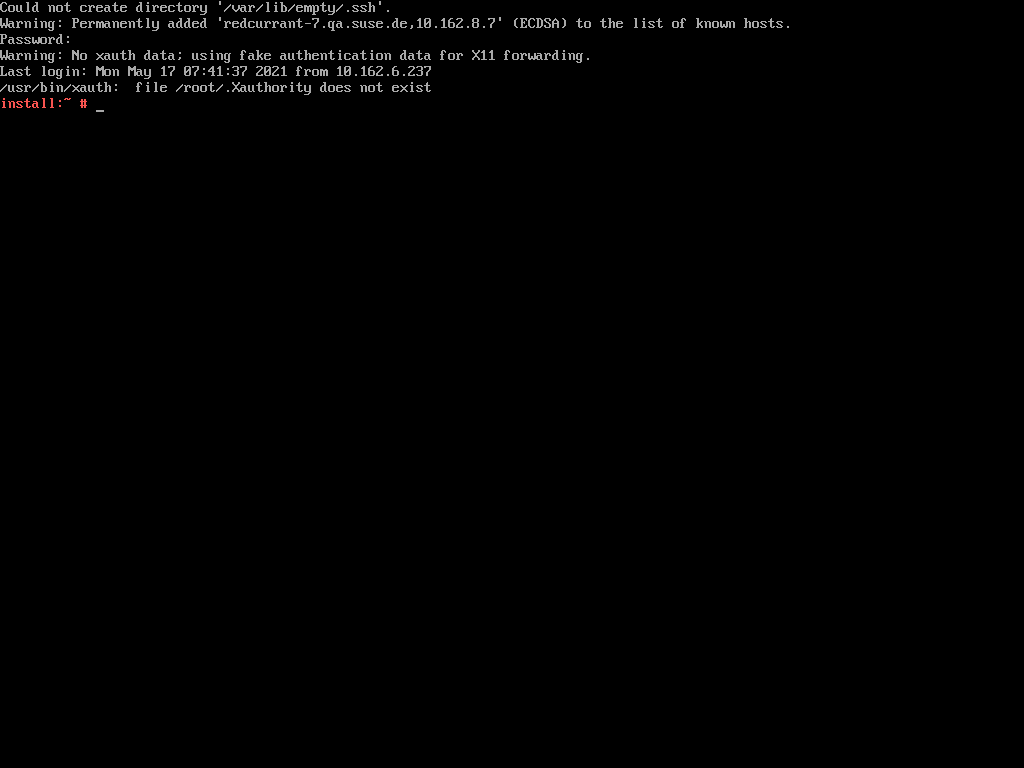 Could not create directory '/var/lib/empty/.ssh'.
Warning: Permanently added 'redcurrant-7.qa.suse.de,10.162.8.7' (ECDSA) to the list of known hosts.
Password:
Warning: No xauth data; using fake authentication data for X11 forwarding.
Last login: Mon May 17 07:41:37 2021 from 10.162.6.237
/usr/bin/xauth:  file /root/.Xauthority does not exist
install:~ # _